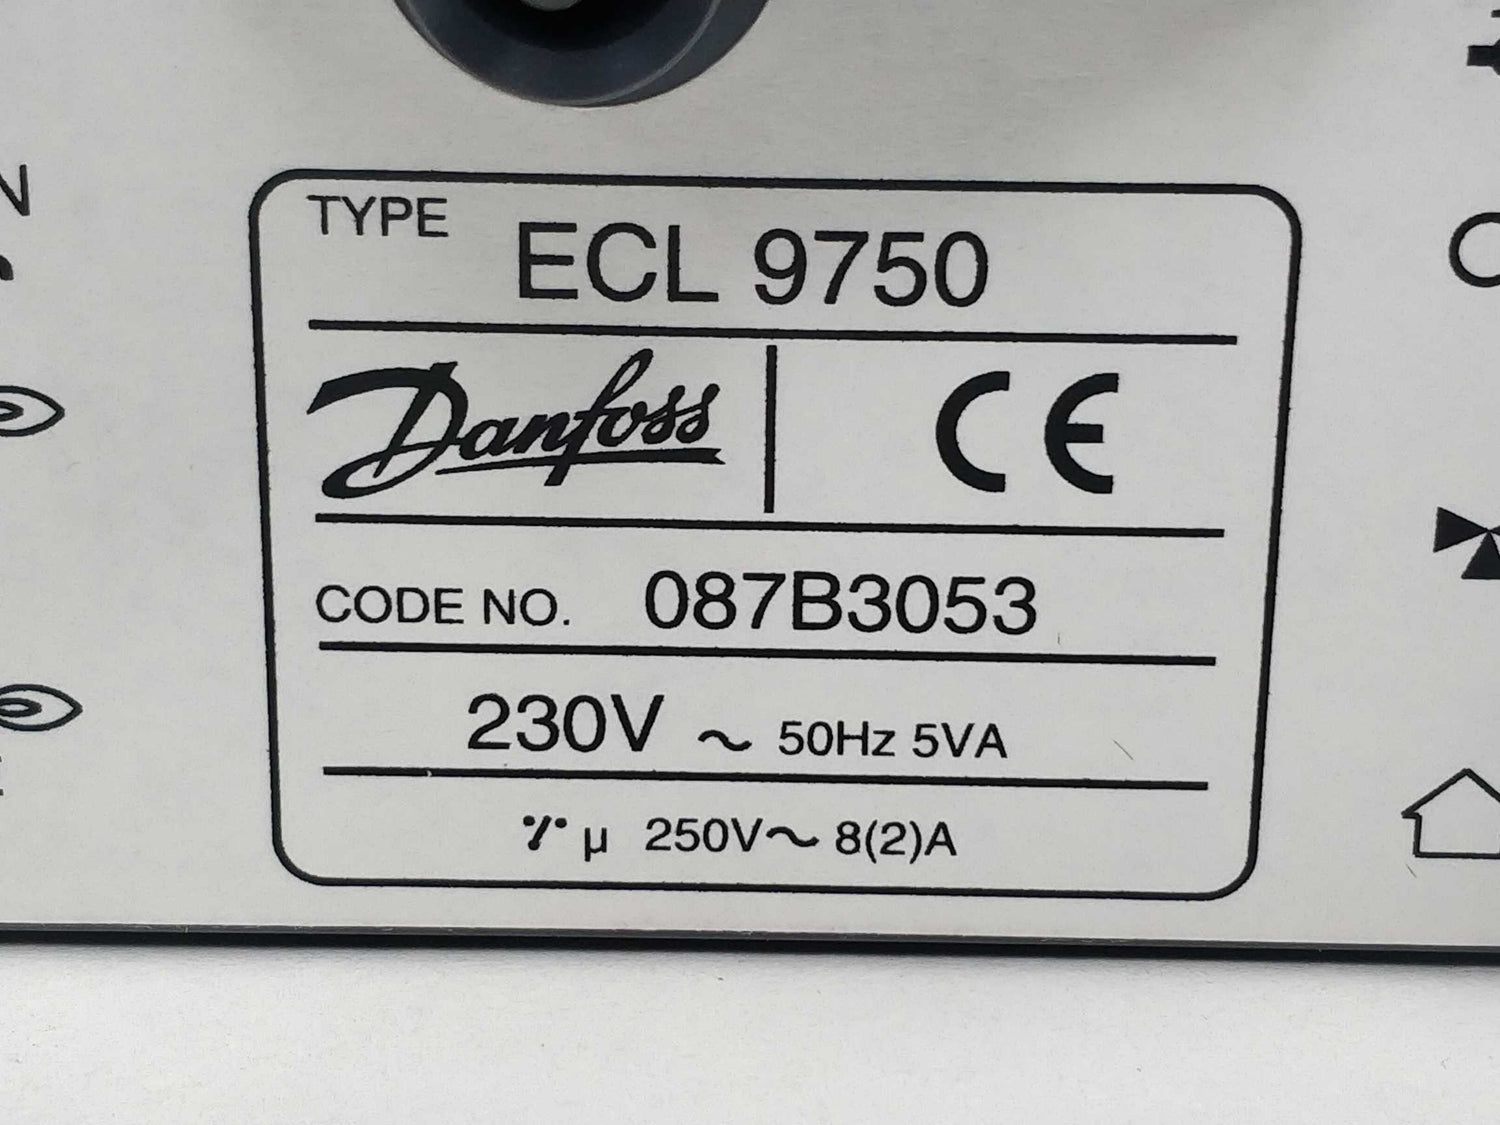 N
TYPE ECL 9750
Danfoss CE
CODE NO. 087B3053
230V ~ 50Hz 5VA
μ 250V~ 8(2)A